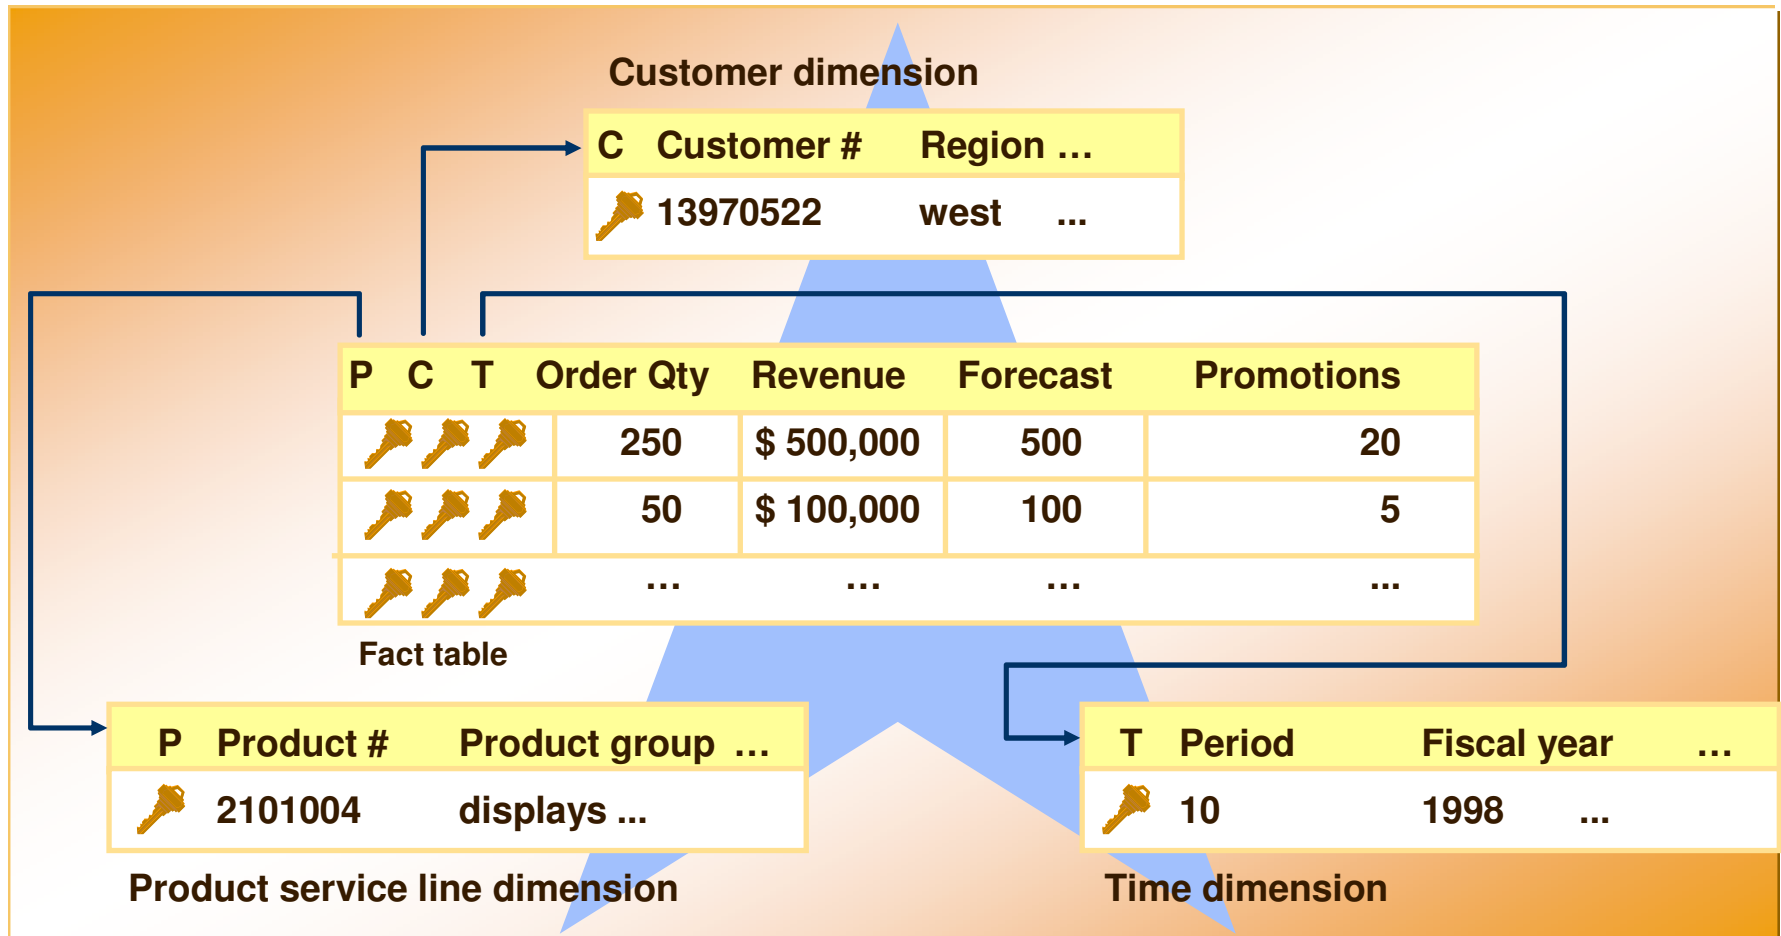 Customer dimension
C Customer # Region …
13970522 west ...
P C T Order Qty Revenue Forecast Promotions
250 $ 500,000 500 20
50 $ 100,000 100 5
… … … ...
Fact table
P Product # Product group …
2101004 displays ...
Product service line dimension
T Period Fiscal year …
10 1998 ...
Time dimension